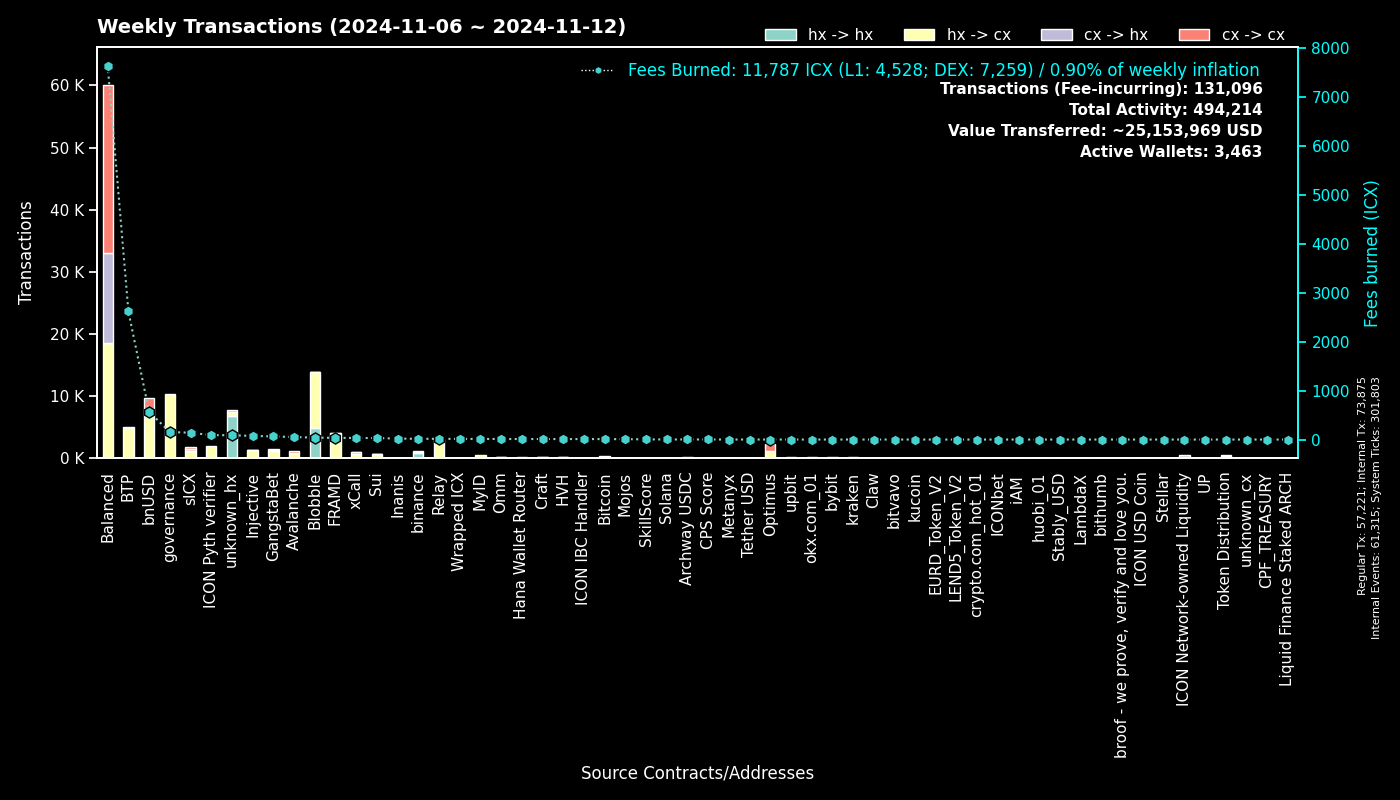 Weekly Transactions (2024-11-06 ~ 2024-11-12)
hx -> hx
hx -> cx
cx -> hx
cx -> cx
Fees Burned: 11,787 ICX (L1: 4,528; DEX: 7,259) / 0.90% of weekly inflation
Transactions (Fee-incurring): 131,096
Total Activity: 494,214
Value Transferred: ~25,153,969 USD
Active Wallets: 3,463
Transactions
60 K
50 K
40 K
30 K
20 K
10 K
0 K
8000
7000
6000
5000
4000
3000
2000
1000
0
Fees burned (ICX)
Regular Tx: 57,221; Internal Tx: 73,875
Internal Events: 61,315; System Ticks: 301,803
Balanced
BTP
bnUSD
governance
sICX
ICON Pyth verifier
unknown_hx
Injective
GangstaBet
Avalanche
Blobble
FRAMD
xCall
Sui
Inanis
binance
Relay
Wrapped ICX
MyID
Omm
Hana Wallet Router
Craft
HVH
ICON IBC Handler
Bitcoin
Mojos
SkillScore
Solana
Archway USDC
CPS Score
Metanyx
Tether USD
Optimus
upbit
okx.com_01
bybit
kraken
Claw
bitvavo
kucoin
EURD_Token_V2
LEND5_Token_V2
crypto.com_hot_01
ICONbet
iAM
huobi_01
Stably_USD
LambdaX
bithumb
broof - we prove, verify and love you.
ICON USD Coin
Stellar
ICON Network-owned Liquidity
UP
Token Distribution
unknown_cx
CPF_TREASURY
Liquid Finance Staked ARCH
Source Contracts/Addresses